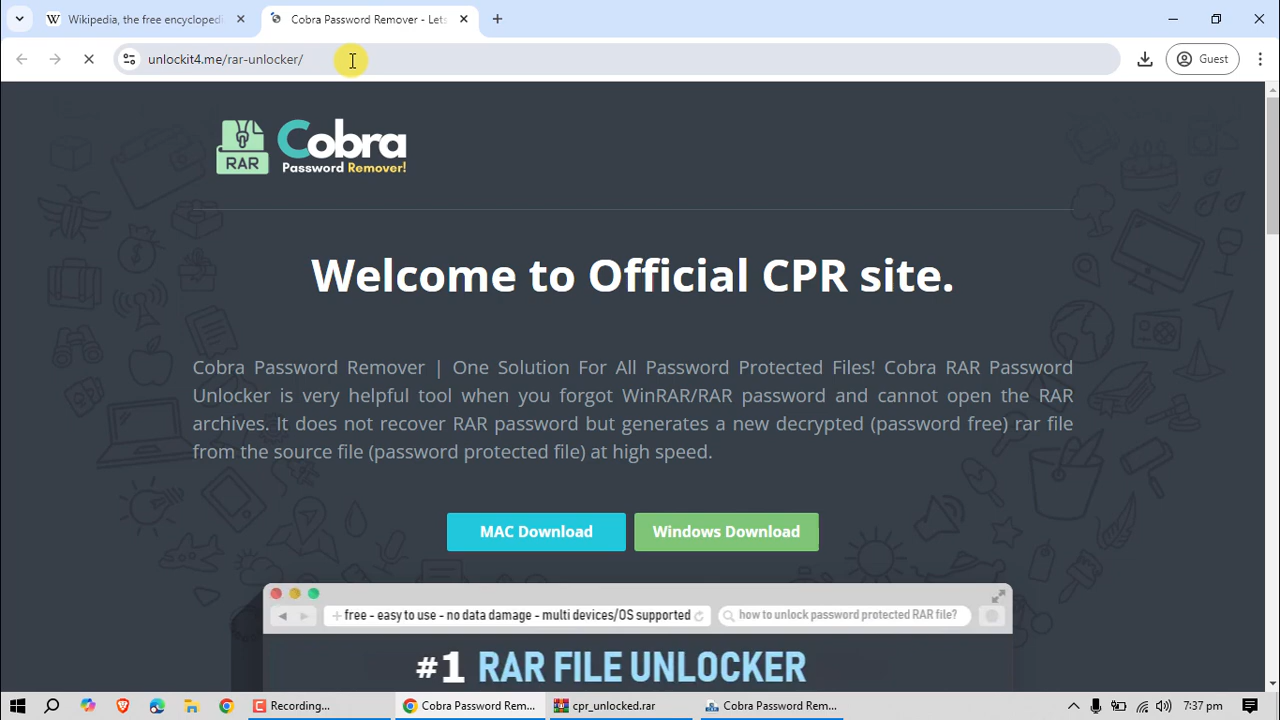 Wikipedia, the free encycloped
Cobra Password Remover - Lets
unlockit4.me/rar-unlocker/
Guest
RAR
Cobra
Password Remover!
Welcome to Official CPR site.
Cobra Password Remover | One Solution For All Password Protected Files! Cobra RAR Password
Unlocker is very helpful tool when you forgot WinRAR/RAR password and cannot open the RAR
archives. It does not recover RAR password but generates a new decrypted (password free) rar file
from the source file (password protected file) at high speed.
MAC Download
Windows Download
free - easy to use - no data damage - multi devices/OS supported
how to unlock password protected RAR file?
#1 RAR FILE UNLOCKER
Recording...
Cobra Password Rem...
cpr_unlocked.rar
Cobra Password Rem...
7:37 pm